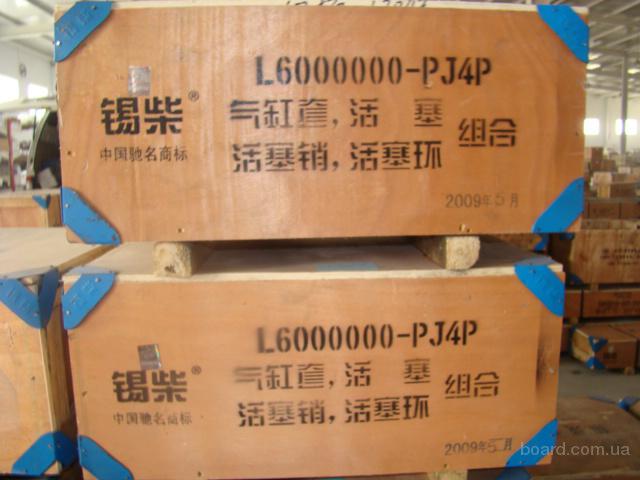 L6000000-PJ4P
锡柴®
气缸套,活 塞
组合
中国驰名商标
活塞销,活塞环
2009年5月
L6000000-PJ4P
锡柴®
气缸套,活 塞
组合
中国驰名商标
活塞销,活塞环
2009年5月
board.com.ua